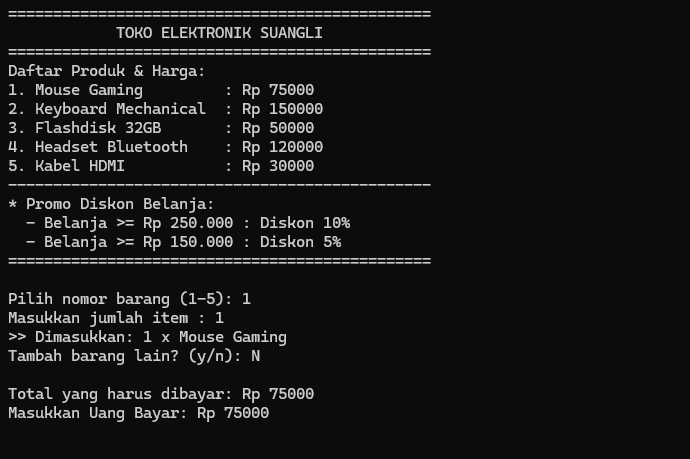 ===============================================
TOKO ELEKTRONIK SUANGLI
===============================================
Daftar Produk & Harga:
1. Mouse Gaming         : Rp 75000
2. Keyboard Mechanical  : Rp 150000
3. Flashdisk 32GB       : Rp 50000
4. Headset Bluetooth    : Rp 120000
5. Kabel HDMI           : Rp 30000
-----------------------------------------------
* Promo Diskon Belanja:
  - Belanja >= Rp 250.000 : Diskon 10%
  - Belanja >= Rp 150.000 : Diskon 5%
===============================================
Pilih nomor barang (1-5): 1
Masukkan jumlah item : 1
>> Dimasukkan: 1 x Mouse Gaming
Tambah barang lain? (y/n): N
Total yang harus dibayar: Rp 75000
Masukkan Uang Bayar: Rp 75000